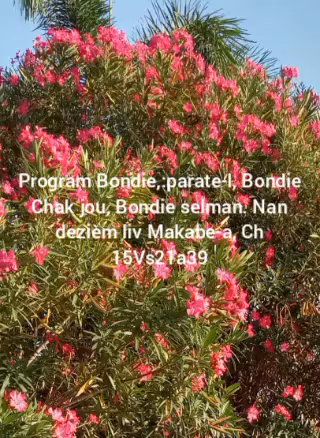 Program Bondie,:parate-l, Bondie
Chak jou, Bondie selman. Nan
dezièm liv Makabe-a, Ch
15Vs21a39